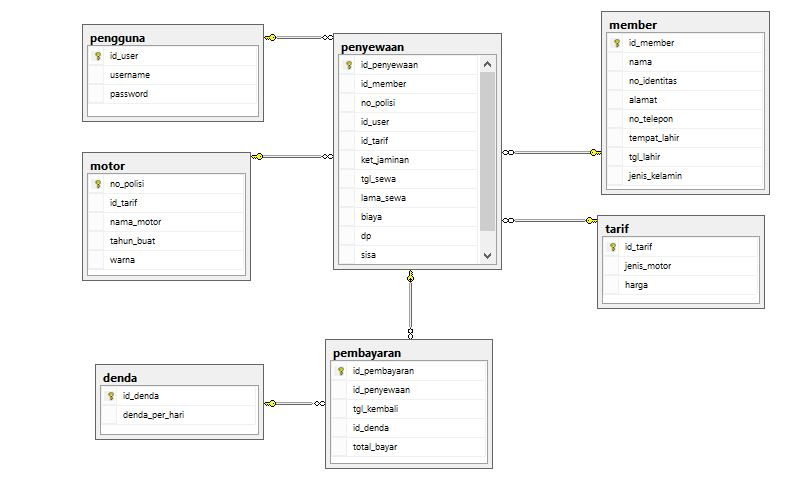 pengguna
id_user
username
password
penyewaan
id_penyewaan
id_member
no_polisi
id_user
id_tarif
ket_jaminan
tgl_sewa
lama_sewa
biaya
dp
sisa
member
id_member
nama
no_identitas
alamat
no_telepon
tempat_lahir
tgl_lahir
jenis_kelamin
motor
no_polisi
id_tarif
nama_motor
tahun_buat
warna
tarif
id_tarif
jenis_motor
harga
denda
id_denda
denda_per_hari
pembayaran
id_pembayaran
id_penyewaan
tgl_kembali
id_denda
total_bayar